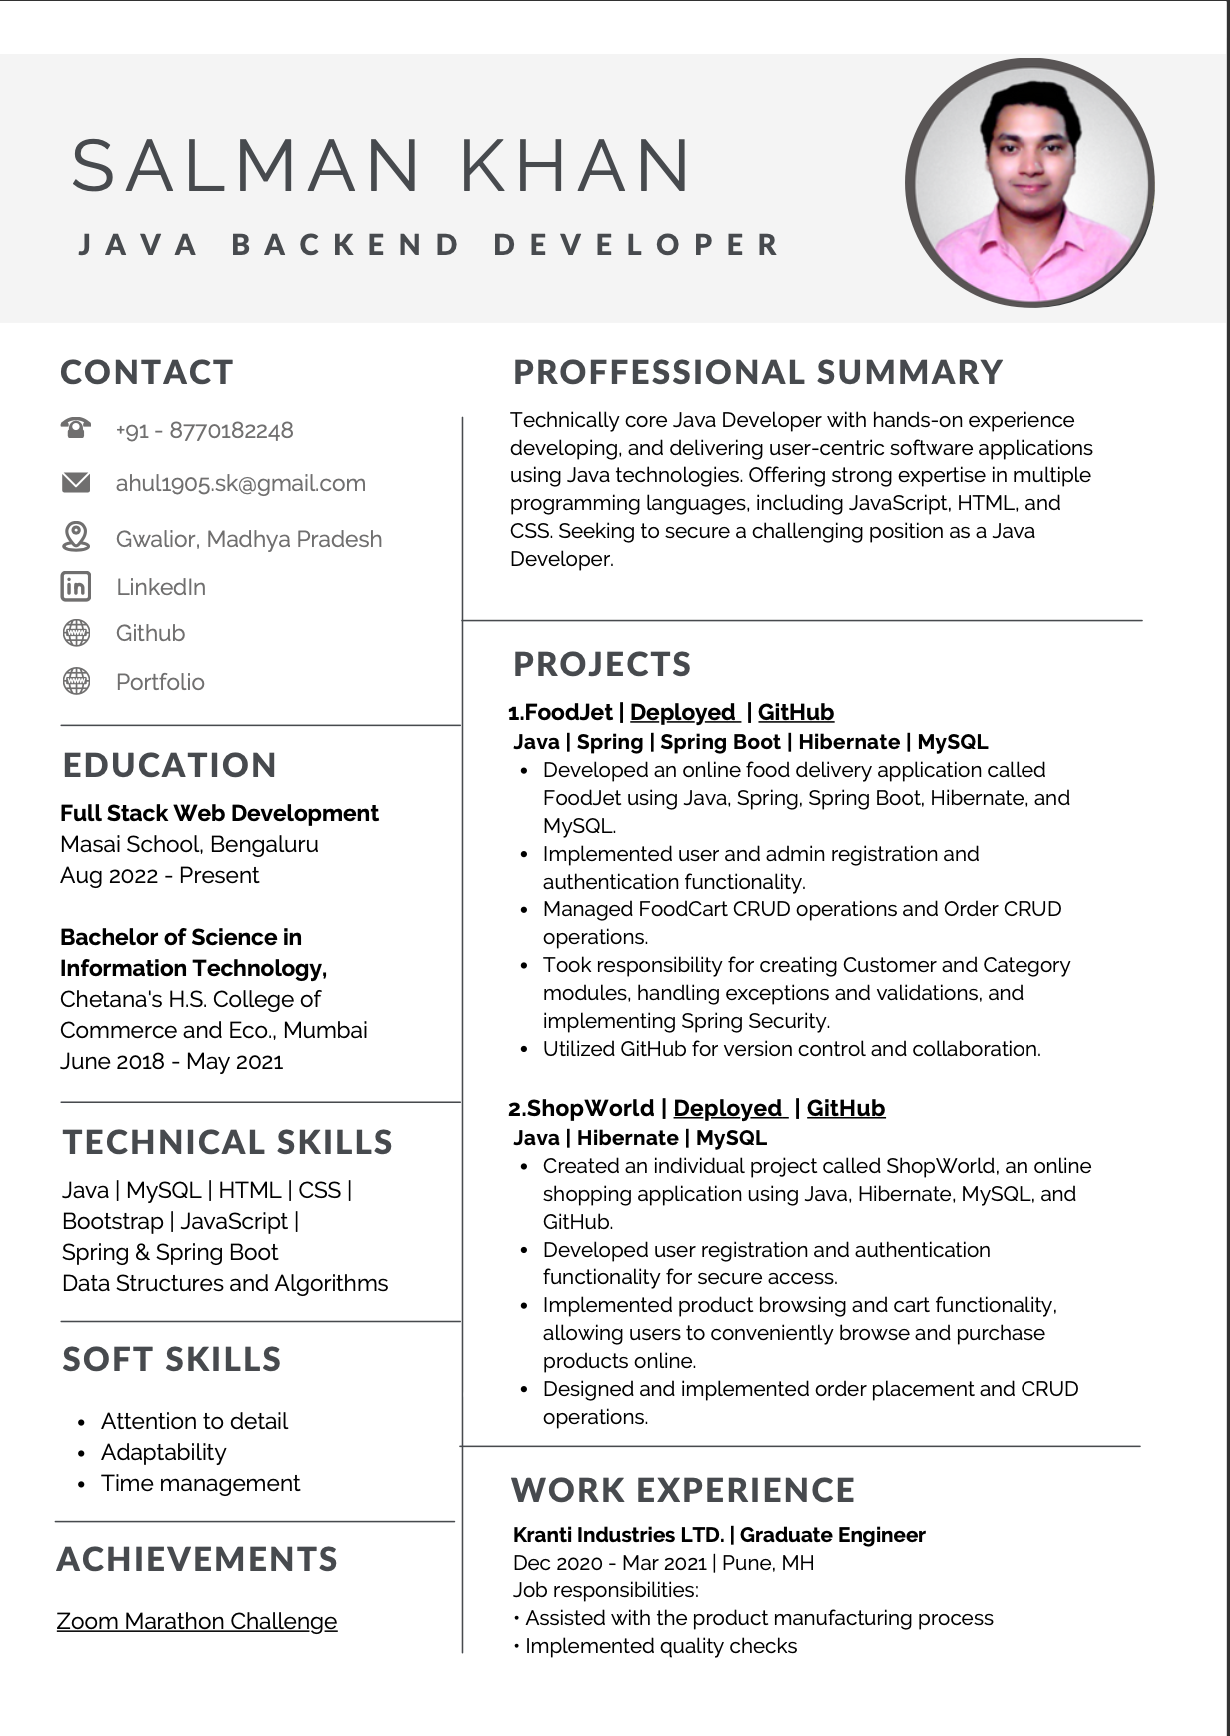 SALMAN KHAN
JAVA BACKEND DEVELOPER
CONTACT
+91 - 8770182248
ahul1905.sk@gmail.com
Gwalior, Madhya Pradesh
LinkedIn
Github
Portfolio
EDUCATION
Full Stack Web Development
Masai School, Bengaluru
Aug 2022 - Present
Bachelor of Science in
Information Technology,
Chetana's H.S. College of
Commerce and Eco., Mumbai
June 2018 - May 2021
TECHNICAL SKILLS
Java | MySQL | HTML | CSS |
Bootstrap | JavaScript |
Spring & Spring Boot
Data Structures and Algorithms
SOFT SKILLS
• Attention to detail
• Adaptability
• Time management
ACHIEVEMENTS
Zoom Marathon Challenge
PROFFESSIONAL SUMMARY
Technically core Java Developer with hands-on experience
developing, and delivering user-centric software applications
using Java technologies. Offering strong expertise in multiple
programming languages, including JavaScript, HTML, and
CSS. Seeking to secure a challenging position as a Java
Developer.
PROJECTS
1.FoodJet | Deployed | GitHub
Java | Spring | Spring Boot | Hibernate | MySQL
• Developed an online food delivery application called
FoodJet using Java, Spring, Spring Boot, Hibernate, and
MySQL.
• Implemented user and admin registration and
authentication functionality.
• Managed FoodCart CRUD operations and Order CRUD
operations.
• Took responsibility for creating Customer and Category
modules, handling exceptions and validations, and
implementing Spring Security.
• Utilized GitHub for version control and collaboration.
2.ShopWorld | Deployed | GitHub
Java | Hibernate | MySQL
• Created an individual project called ShopWorld, an online
shopping application using Java, Hibernate, MySQL, and
GitHub.
• Developed user registration and authentication
functionality for secure access.
• Implemented product browsing and cart functionality,
allowing users to conveniently browse and purchase
products online.
• Designed and implemented order placement and CRUD
operations.
WORK EXPERIENCE
Kranti Industries LTD. | Graduate Engineer
Dec 2020 - Mar 2021 | Pune, MH
Job responsibilities:
• Assisted with the product manufacturing process
• Implemented quality checks